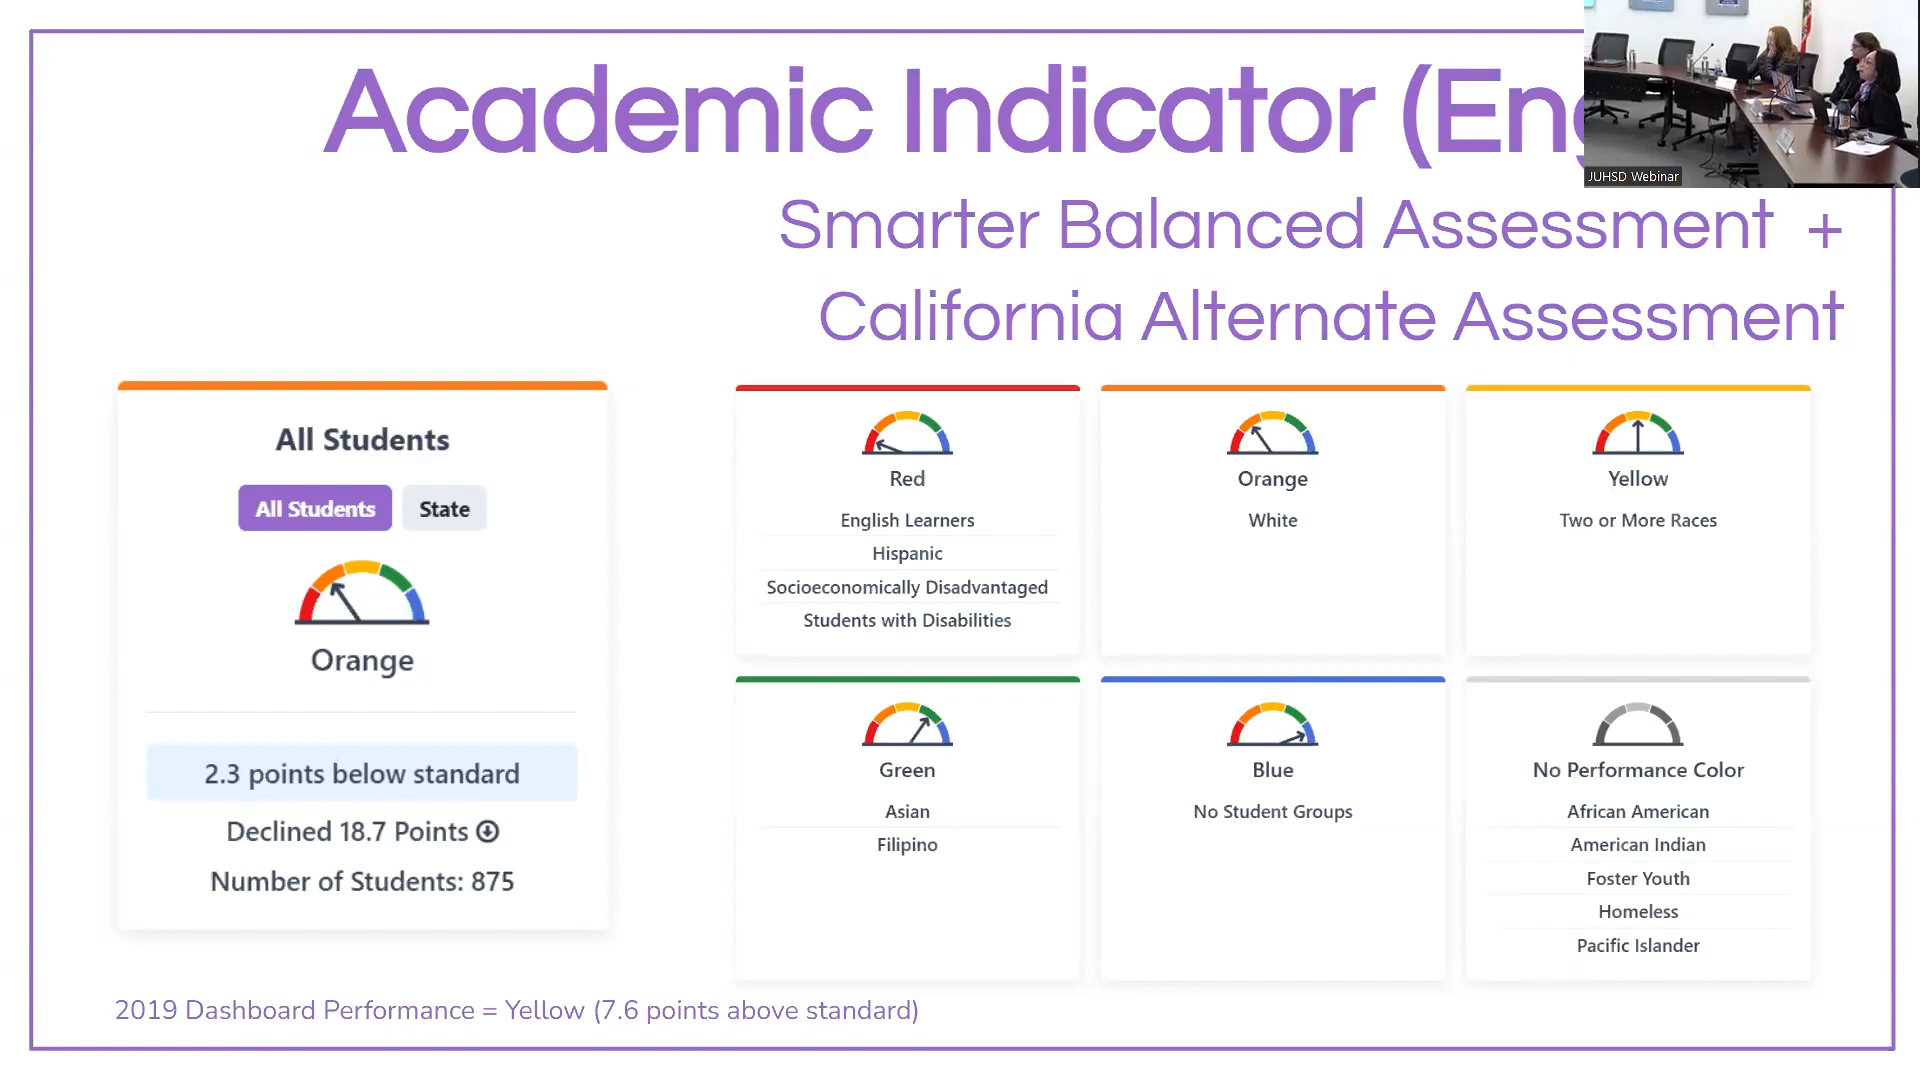 Academic Indicator (Eng
JUHSD Webinar
Smarter Balanced Assessment +
California Alternate Assessment
All Students
All Students
State
Orange
2.3 points below standard
Declined 18.7 Points
Number of Students: 875
Red
English Learners
Hispanic
Socioeconomically Disadvantaged
Students with Disabilities
Orange
White
Yellow
Two or More Races
Green
Asian
Filipino
Blue
No Student Groups
No Performance Color
African American
American Indian
Foster Youth
Homeless
Pacific Islander
2019 Dashboard Performance = Yellow (7.6 points above standard)